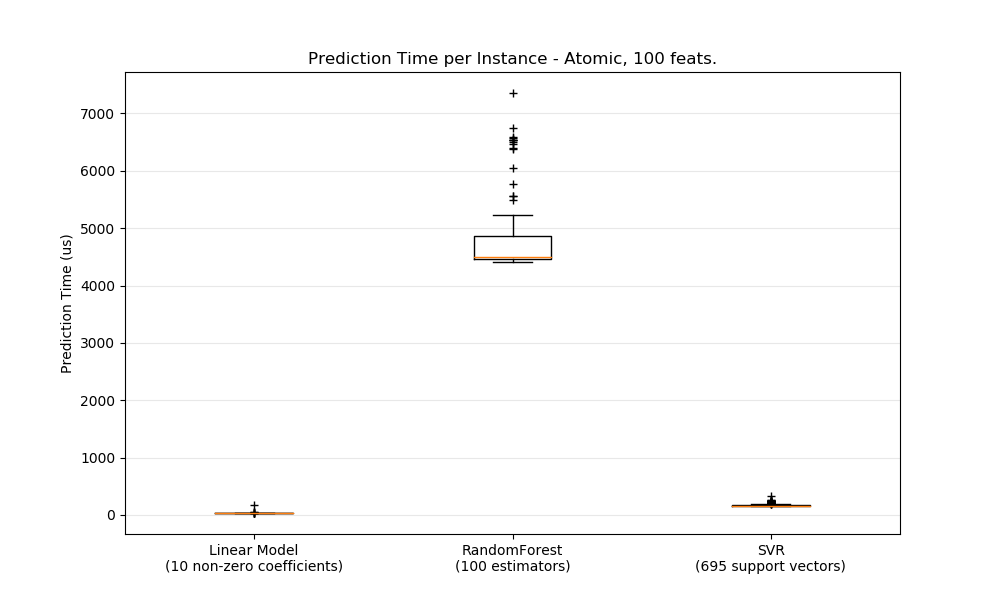 Prediction Time per Instance - Atomic, 100 feats.
Prediction Time (us)
7000
6000
5000
4000
3000
2000
1000
0
Linear Model
(10 non-zero coefficients)
RandomForest
(100 estimators)
SVR
(695 support vectors)